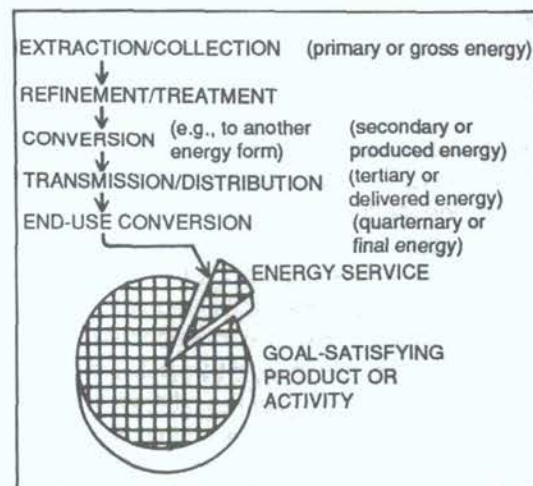 EXTRACTION/COLLECTION (primary or gross energy)
REFINEMENT/TREATMENT
CONVERSION (e.g., to another energy form) (secondary or produced energy)
TRANSMISSION/DISTRIBUTION (tertiary or delivered energy)
END-USE CONVERSION (quarternary or final energy)
ENERGY SERVICE
GOAL-SATISFYING
PRODUCT OR
ACTIVITY